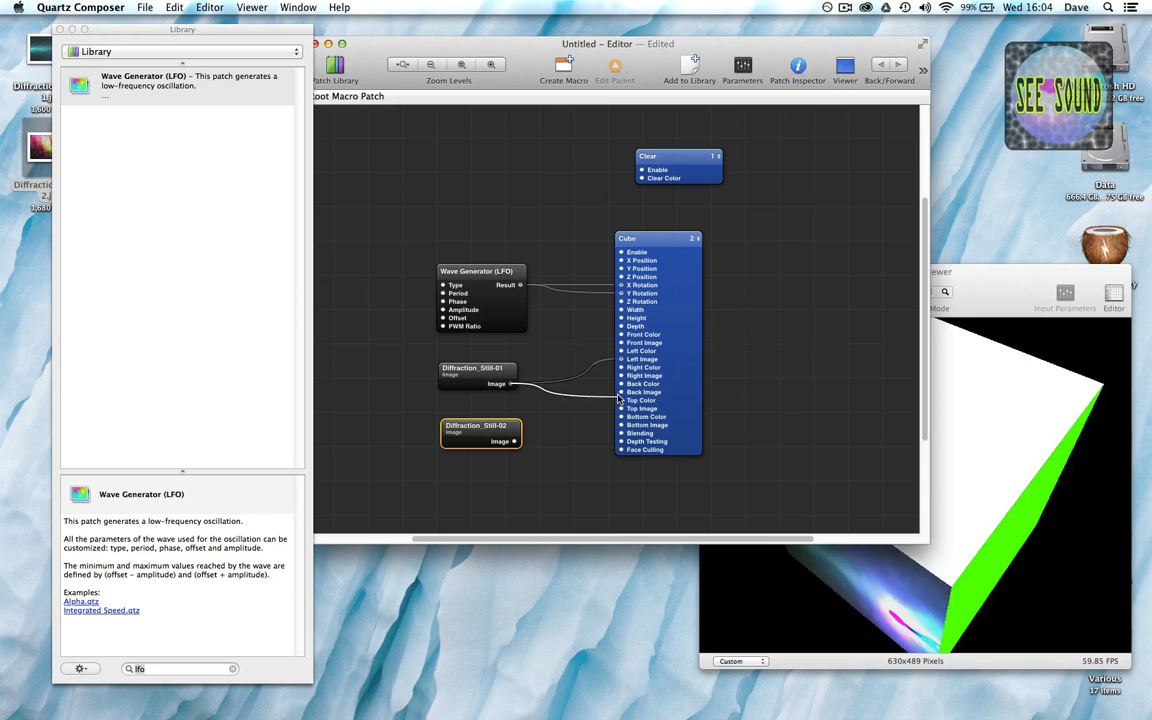 Quartz Composer File Edit Editor Viewer Window Help
99% Wed 16:04 Dave
Library
Library
Wave Generator (LFO) – This patch generates a
low-frequency oscillation.
...
Wave Generator (LFO)
This patch generates a low-frequency oscillation.
All the parameters of the wave used for the oscillation can be
customized: type, period, phase, offset and amplitude.
The minimum and maximum values reached by the wave are
defined by (offset - amplitude) and (offset + amplitude).
Examples:
Alpha.qtz
Integrated Speed.qtz
lfo
Untitled – Editor — Edited
Patch Library Zoom Levels Create Macro Edit Parent Add to Library Parameters Patch Inspector Viewer Back/Forward
Root Macro Patch
Clear 1
Enable
Clear Color
Wave Generator (LFO)
Type Result
Period
Phase
Amplitude
Offset
PWM Ratio
Diffraction_Still-01
Image
Image
Diffraction_Still-02
Image
Image
Cube 2
Enable
X Position
Y Position
Z Position
X Rotation
Y Rotation
Z Rotation
Width
Height
Depth
Front Color
Front Image
Left Color
Left Image
Right Color
Right Image
Back Color
Back Image
Top Color
Top Image
Bottom Color
Bottom Image
Blending
Depth Testing
Face Culling
ewer
Mode Input Parameters Editor
Custom 630x489 Pixels 59.85 FPS
SEE SOUND
Data
Various
17 items